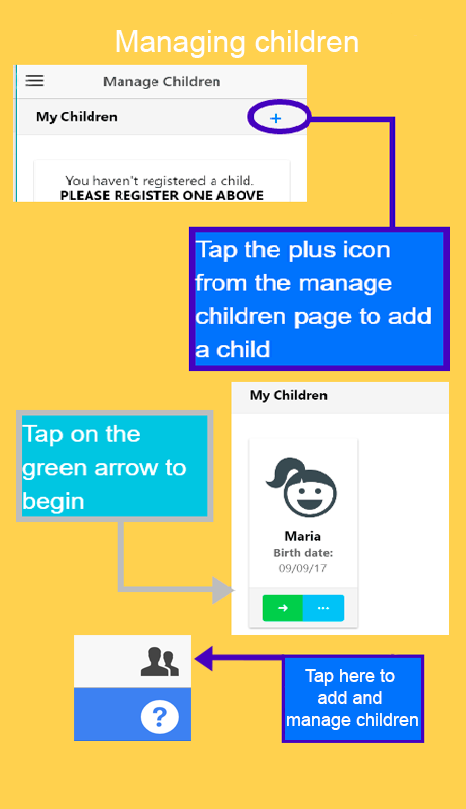 Managing children
Manage Children
My Children
+
You haven't registered a child.
PLEASE REGISTER ONE ABOVE
Tap the plus icon
from the manage
children page to add
a child
My Children
Tap on the
green arrow to
begin
Maria
Birth date:
09/09/17
?
Tap here to
add and
manage children